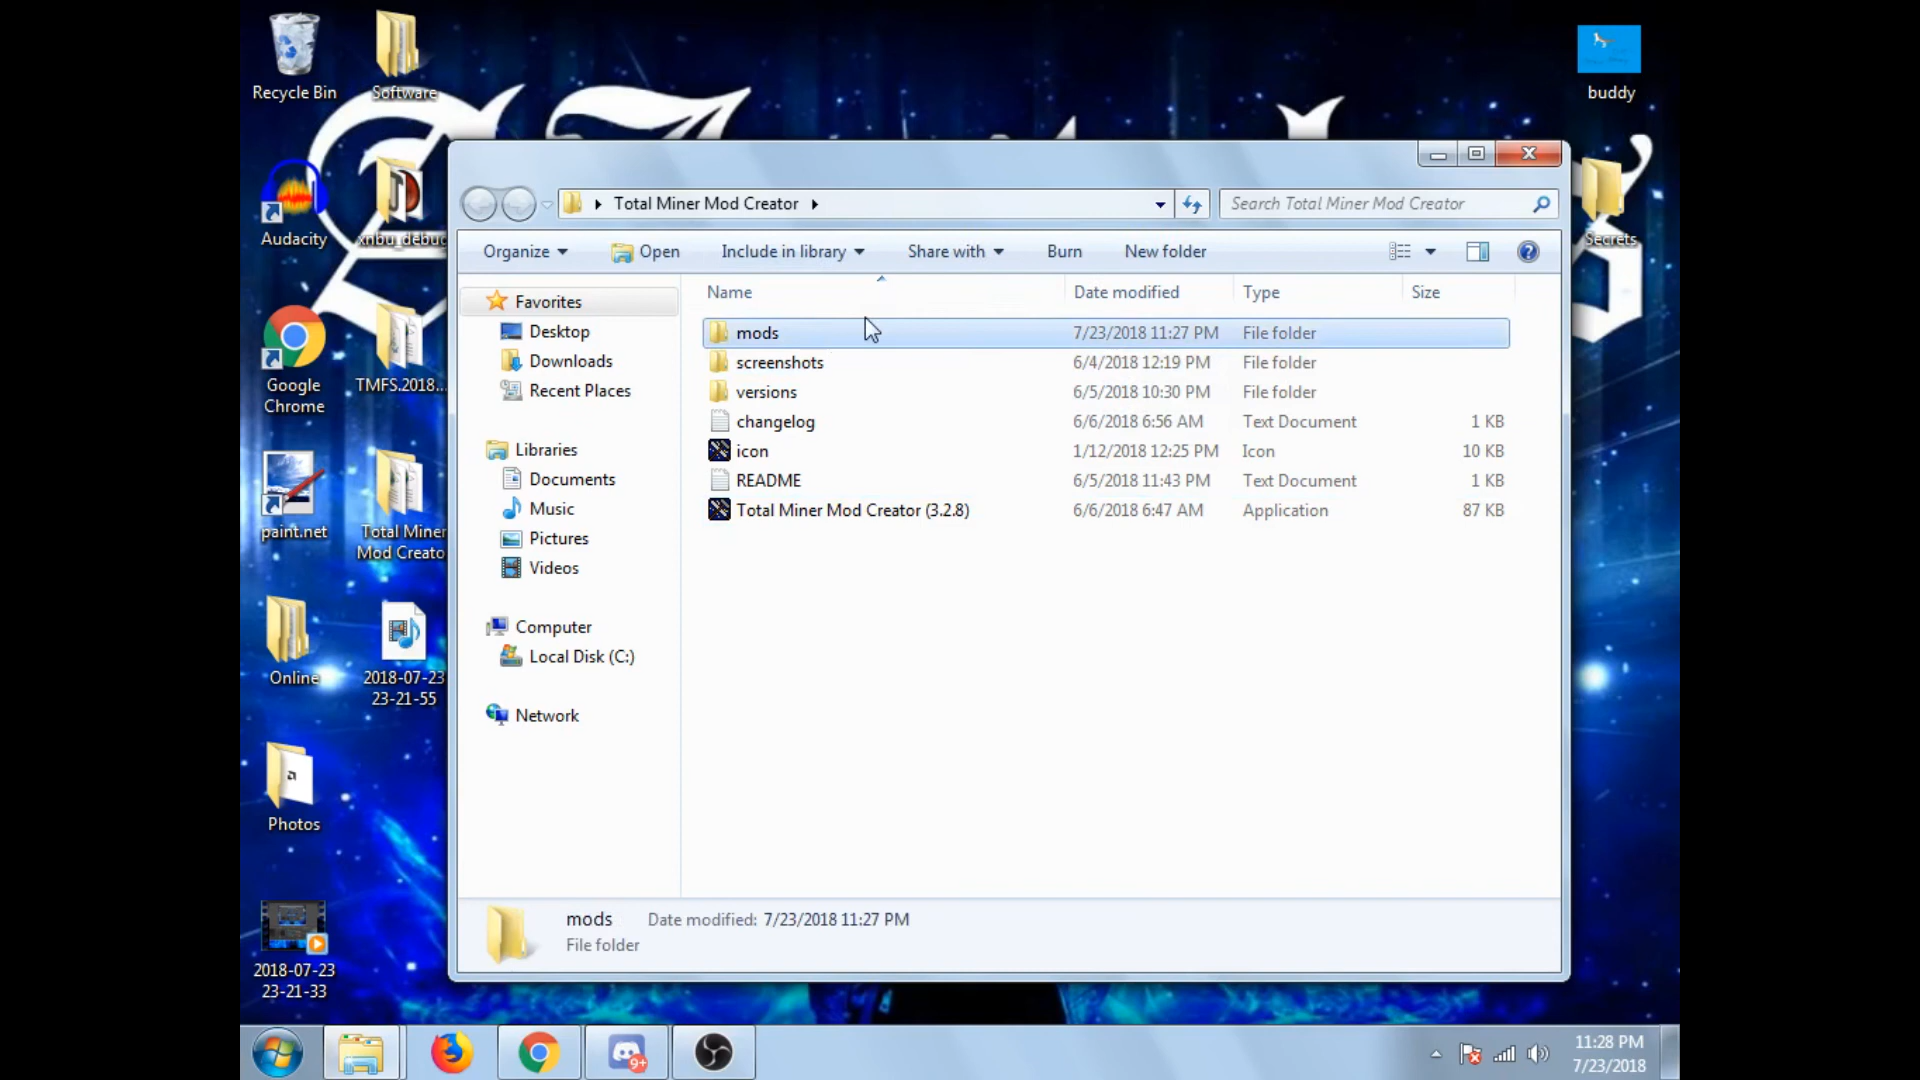 Recycle Bin
Software
buddy
Audacity
xnbu_debug
Secrets
Google
Chrome
TMFS.2018...
paint.net
Total Miner
Mod Creato
Online
2018-07-23
23-21-55
Photos
2018-07-23
23-21-33
Total Miner Mod Creator
Search Total Miner Mod Creator
Organize
Open
Include in library
Share with
Burn
New folder
Name
Date modified
Type
Size
Favorites
Desktop
Downloads
Recent Places
Libraries
Documents
Music
Pictures
Videos
Computer
Local Disk (C:)
Network
mods 7/23/2018 11:27 PM File folder
screenshots 6/4/2018 12:19 PM File folder
versions 6/5/2018 10:30 PM File folder
changelog 6/6/2018 6:56 AM Text Document 1 KB
icon 1/12/2018 12:25 PM Icon 10 KB
README 6/5/2018 11:43 PM Text Document 1 KB
Total Miner Mod Creator (3.2.8) 6/6/2018 6:47 AM Application 87 KB
mods Date modified: 7/23/2018 11:27 PM
File folder
9+
11:28 PM
7/23/2018